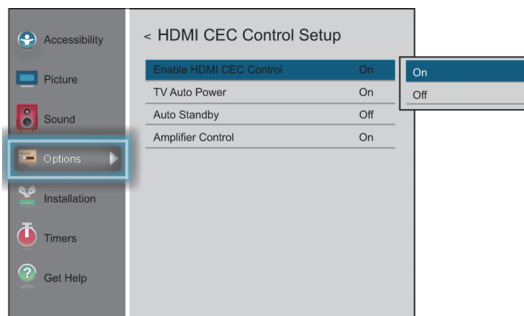 Accessibility
Picture
Sound
Options
Installation
Timers
Get Help
< HDMI CEC Control Setup
Enable HDMI CEC Control On
TV Auto Power On
Auto Standby Off
Amplifier Control On
On
Off